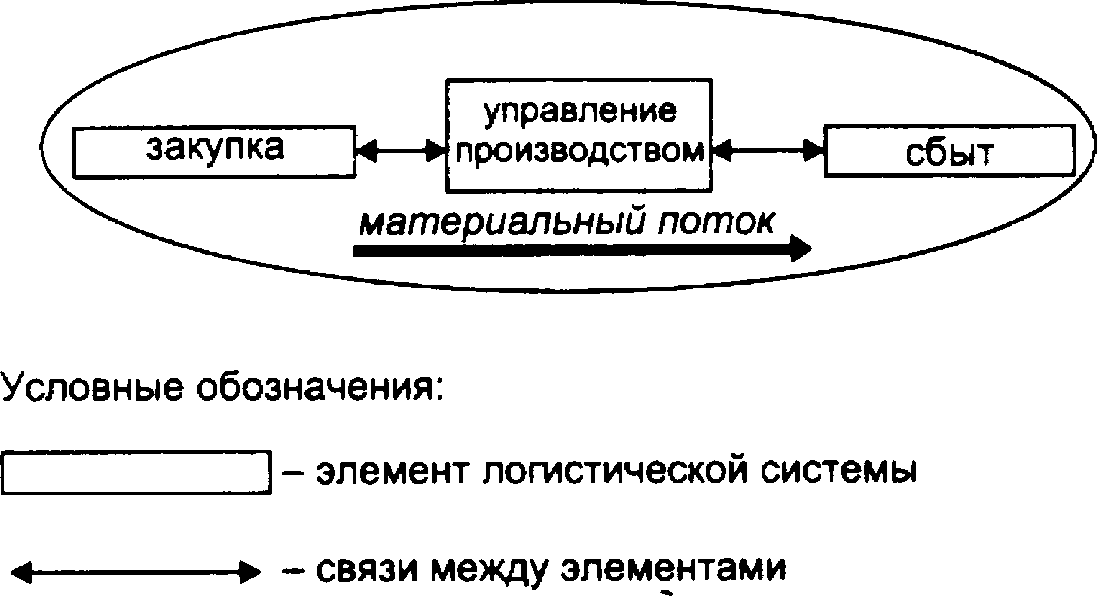 закупка
управление
производством
сбыт
материальный поток
Условные обозначения:
– элемент логистической системы
– связи между элементами